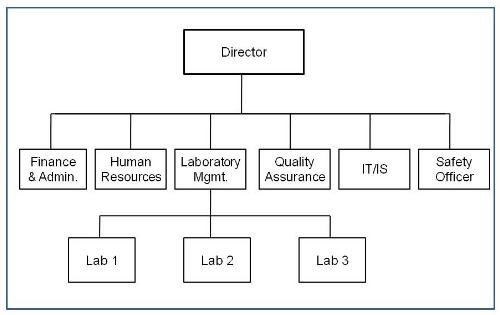 Director
Finance
& Admin.
Human
Resources
Laboratory
Mgmt.
Quality
Assurance
IT/IS
Safety
Officer
Lab 1
Lab 2
Lab 3